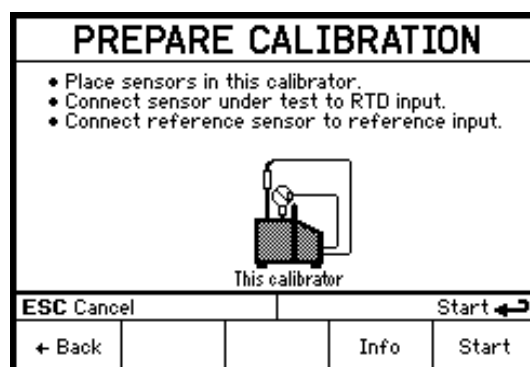 PREPARE CALIBRATION
• Place sensors in this calibrator.
• Connect sensor under test to RTD input.
• Connect reference sensor to reference input.
This calibrator
ESC Cancel
Start
← Back
Info
Start